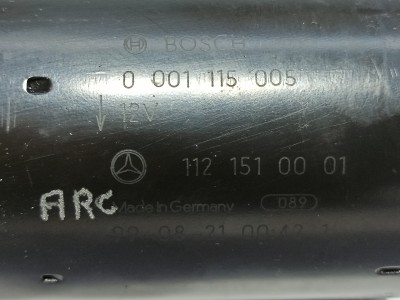 BOSCH
0 001 115 005
12V
112 151 00 01
ARC Made in Germany 089